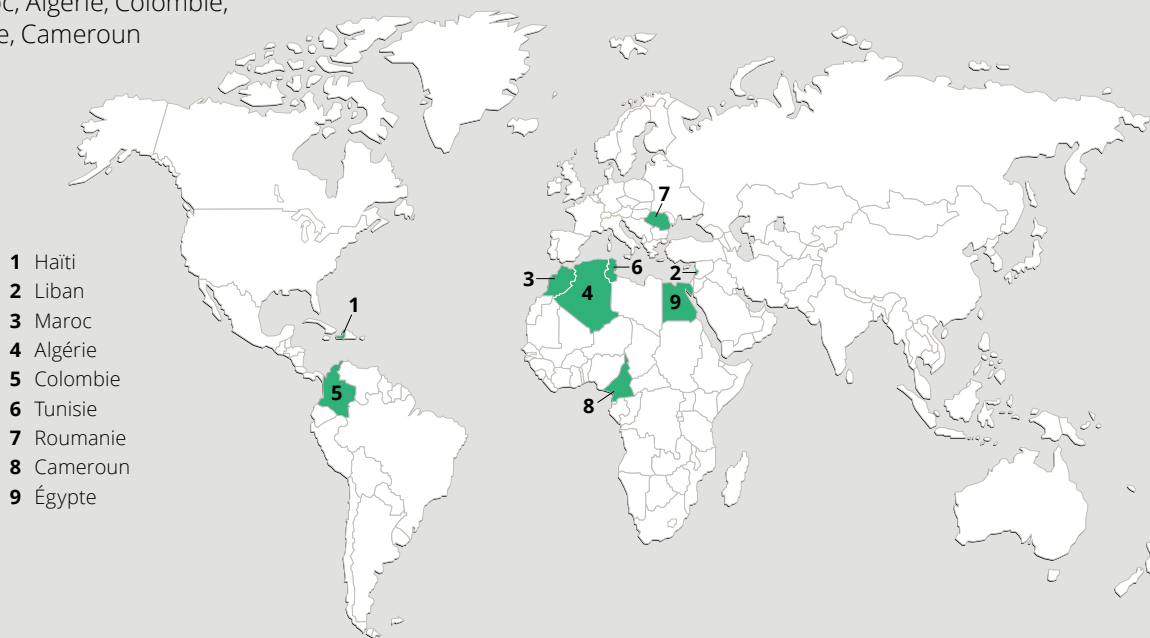 Algérie, Colombie,
Cameroun
1 Haïti
2 Liban
3 Maroc
4 Algérie
5 Colombie
6 Tunisie
7 Roumanie
8 Cameroun
9 Égypte
7
3
6
2
4
9
1
5
8